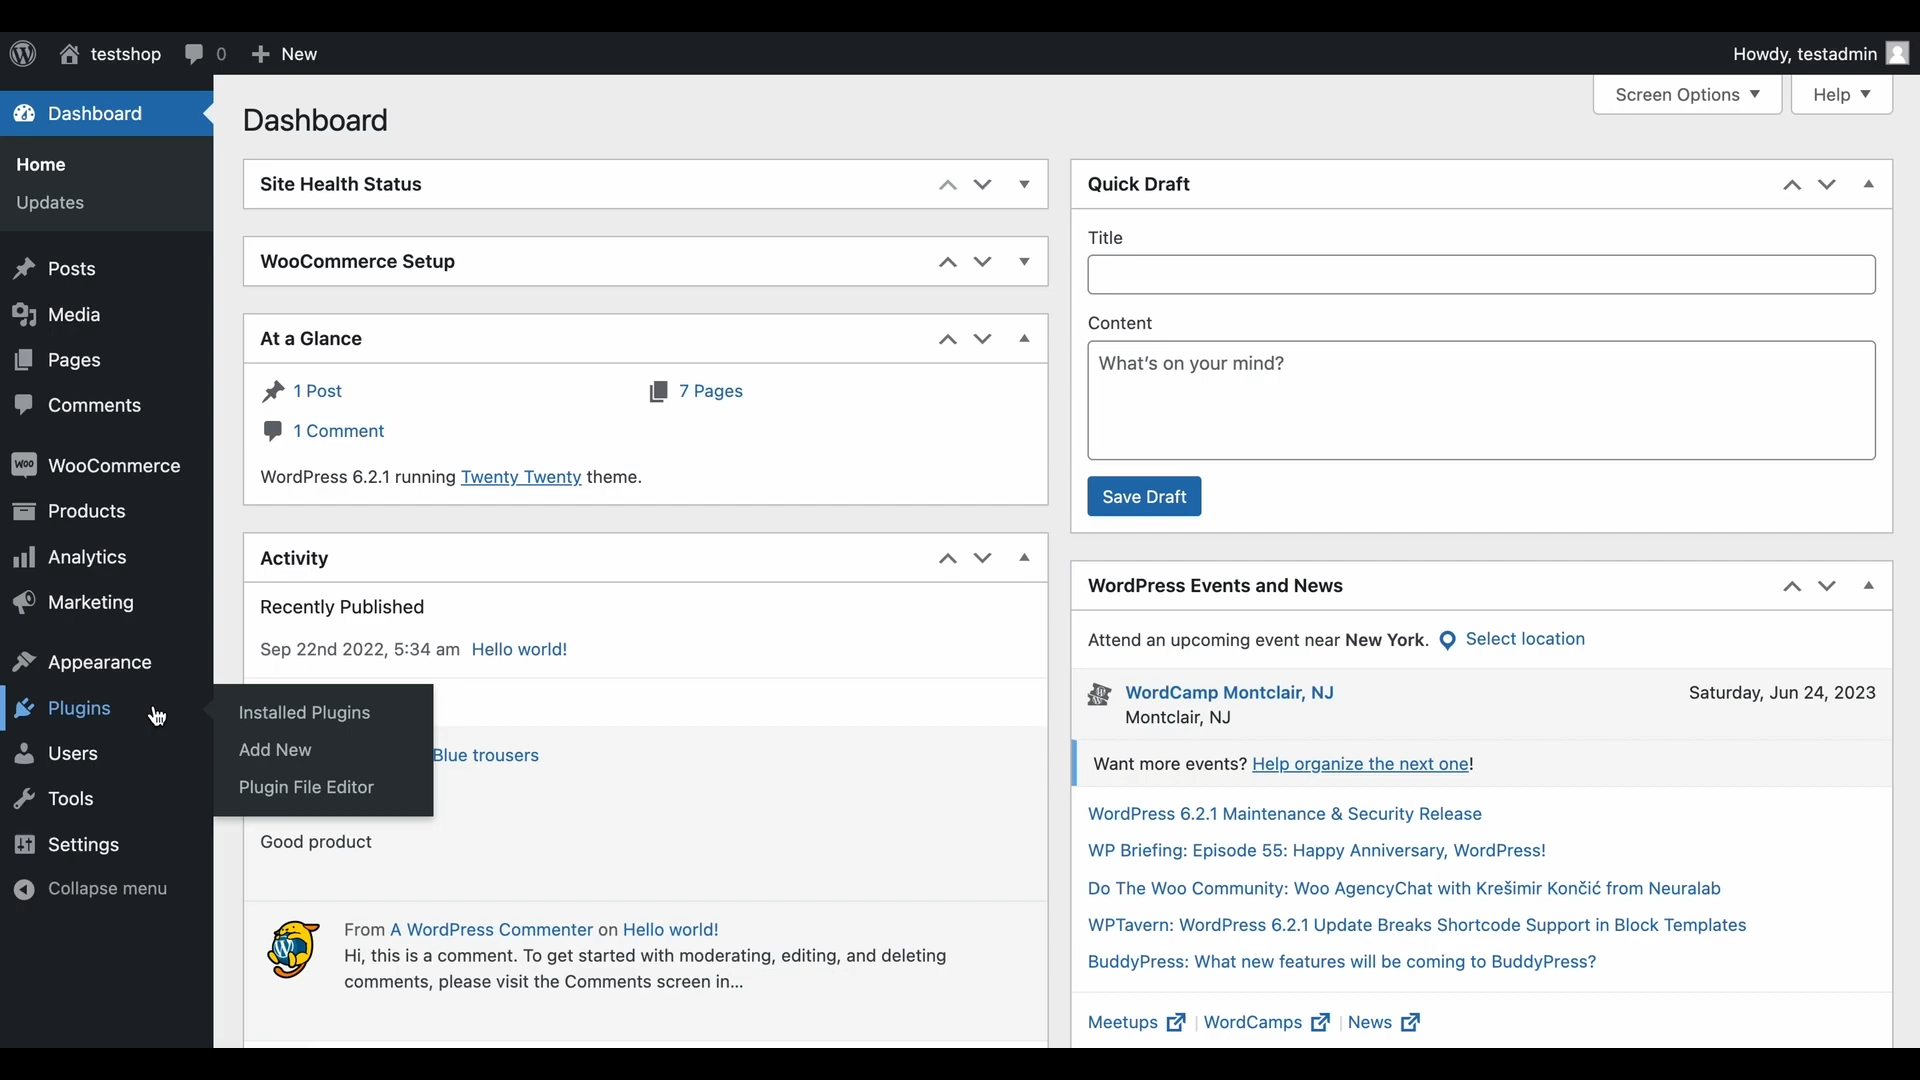 testshop 0 New
Howdy, testadmin
Dashboard
Home
Updates
Posts
Media
Pages
Comments
WooCommerce
Products
Analytics
Marketing
Appearance
Plugins
Users
Tools
Settings
Collapse menu
Installed Plugins
Add New
Plugin File Editor
Screen Options
Help
Dashboard
Site Health Status
WooCommerce Setup
At a Glance
1 Post
7 Pages
1 Comment
WordPress 6.2.1 running Twenty Twenty theme.
Activity
Recently Published
Sep 22nd 2022, 5:34 am Hello world!
Blue trousers
Good product
From A WordPress Commenter on Hello world!
Hi, this is a comment. To get started with moderating, editing, and deleting
comments, please visit the Comments screen in...
Quick Draft
Title
Content
What's on your mind?
Save Draft
WordPress Events and News
Attend an upcoming event near New York. Select location
WordCamp Montclair, NJ
Saturday, Jun 24, 2023
Montclair, NJ
Want more events? Help organize the next one!
WordPress 6.2.1 Maintenance & Security Release
WP Briefing: Episode 55: Happy Anniversary, WordPress!
Do The Woo Community: Woo AgencyChat with Krešimir Končić from Neuralab
WPTavern: WordPress 6.2.1 Update Breaks Shortcode Support in Block Templates
BuddyPress: What new features will be coming to BuddyPress?
Meetups | WordCamps | News